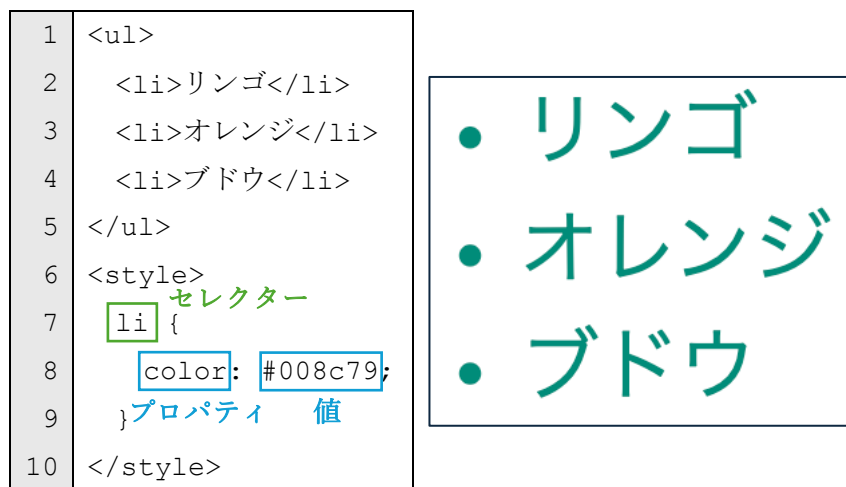 1 <ul>
2 <li>リンゴ</li>
3 <li>オレンジ</li>
4 <li>ブドウ</li>
5 </ul>
6 <style>
セレクター
7 li {
8 color: #008c79;
9 }プロパティ 値
10 </style>
• リンゴ
• オレンジ
• ブドウ